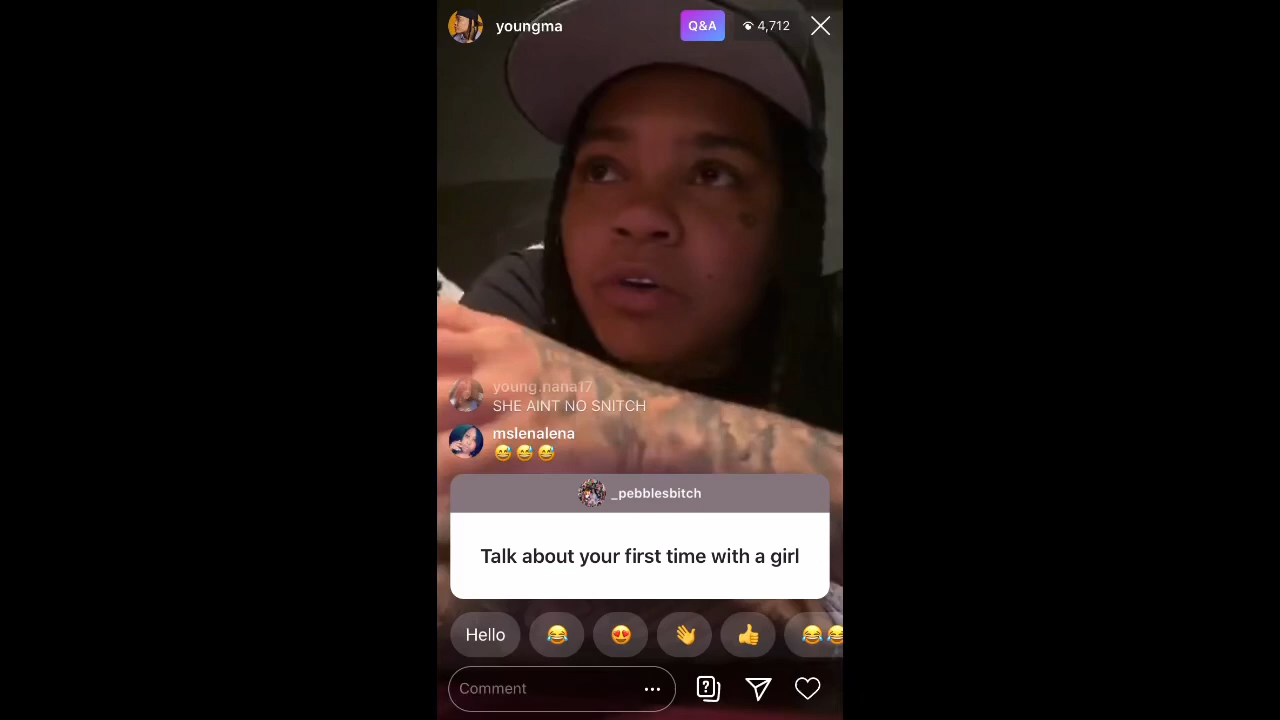 youngma
Q&A
4,712
young.nana17
SHE AINT NO SNITCH
mslenalena
😅😅😅
_pebblesbitch
Talk about your first time with a girl
Hello 😂 😍 👋 👍 😂😂
Comment